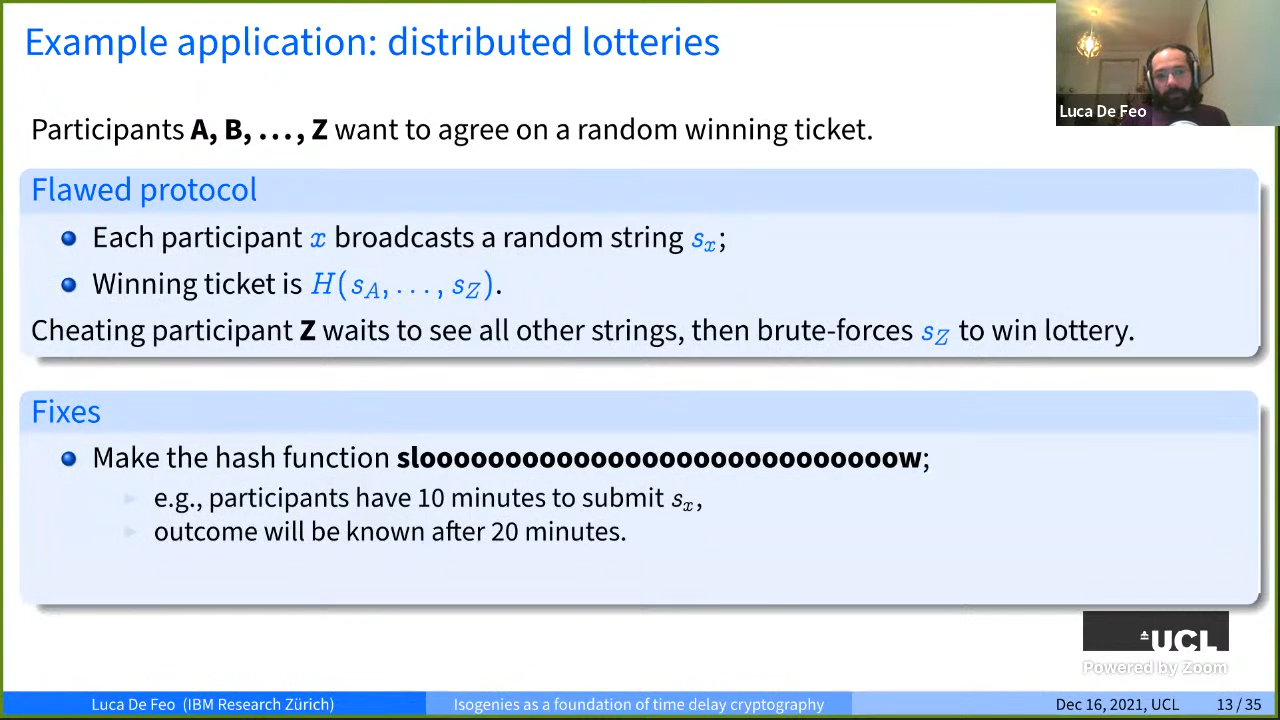 Example application: distributed lotteries
Luca De Feo
Participants A, B, ..., Z want to agree on a random winning ticket.
Flawed protocol
Each participant x broadcasts a random string s_x;
Winning ticket is H(s_A, ..., s_Z).
Cheating participant Z waits to see all other strings, then brute-forces s_Z to win lottery.
Fixes
Make the hash function sloooooooooooooooooooooooooooow;
e.g., participants have 10 minutes to submit s_x,
outcome will be known after 20 minutes.
UCL
Powered by Zoom
Luca De Feo (IBM Research Zürich)
Isogenies as a foundation of time delay cryptography
Dec 16, 2021, UCL
13 / 35